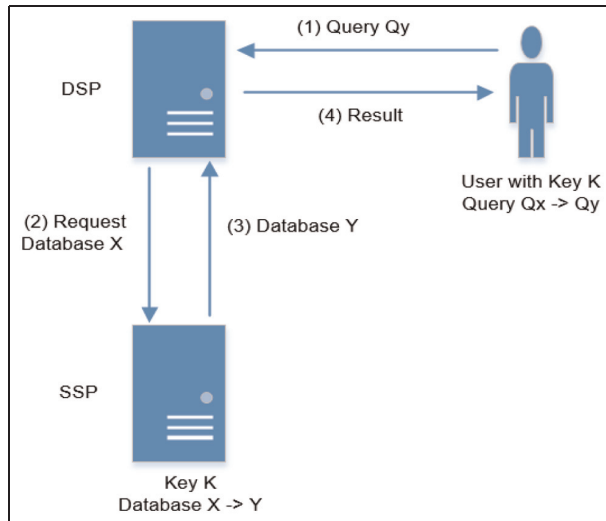 (1) Query Qy
DSP
(4) Result
User with Key K
Query Qx -> Qy
(2) Request
Database X
(3) Database Y
SSP
Key K
Database X -> Y